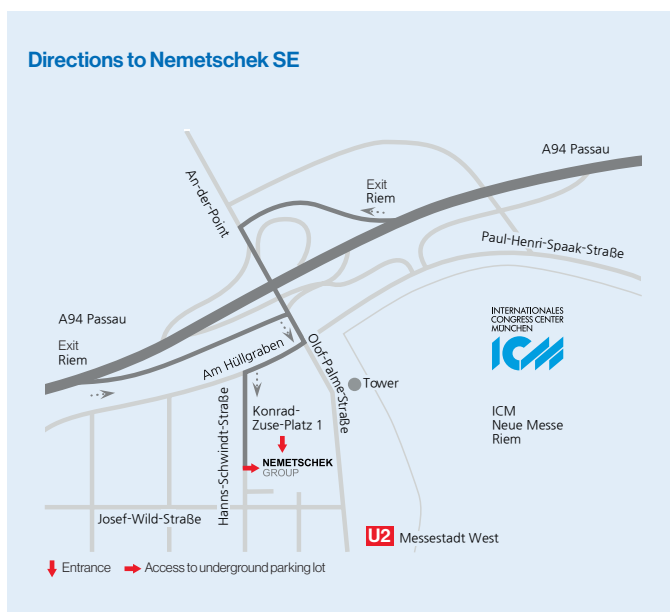 Directions to Nemetschek SE
A94 Passau
Exit
Riem
An-der-Point
Paul-Henri-Spaak-Straße
A94 Passau
Exit
Riem
Am Hüllgraben
Olof-Palme-Straße
INTERNATIONALES
CONGRESS CENTER
MÜNCHEN
ICM
Tower
Hanns-Schwindt-Straße
Konrad-
Zuse-Platz 1
ICM
Neue Messe
Riem
NEMETSCHEK
GROUP
Josef-Wild-Straße
U2 Messestadt West
Entrance
Access to underground parking lot